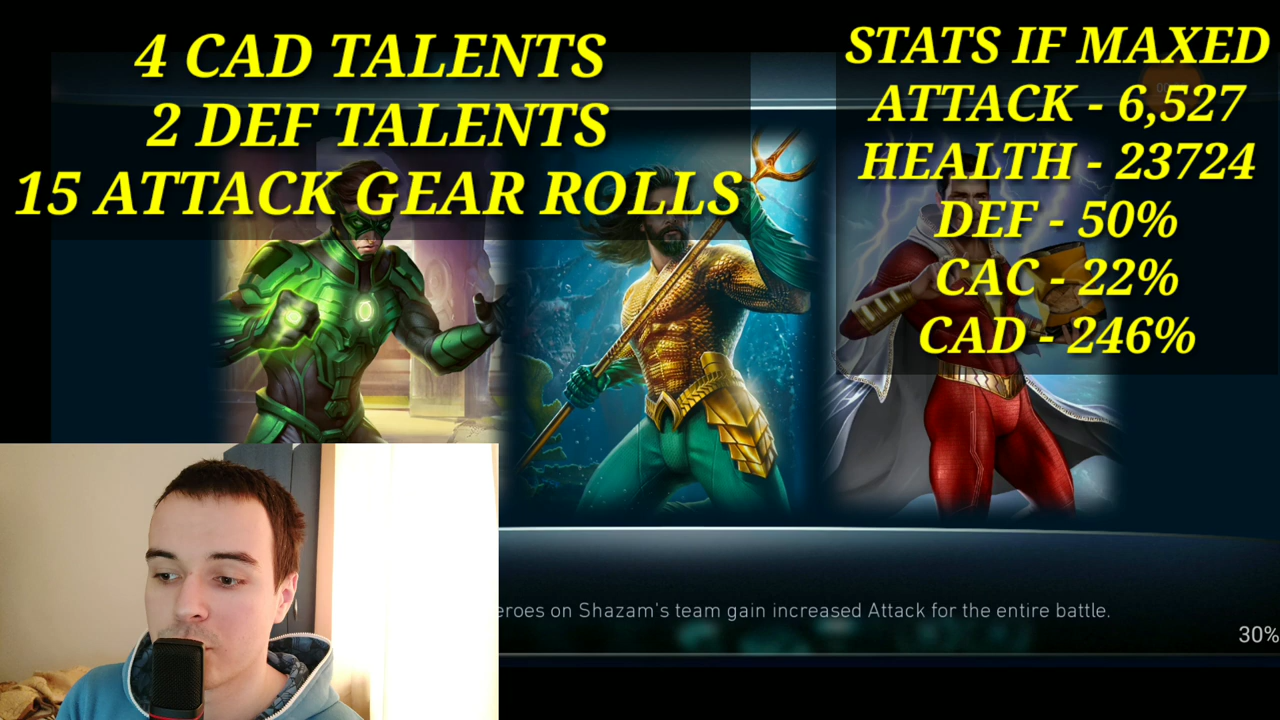 4 CAD TALENTS
2 DEF TALENTS
15 ATTACK GEAR ROLLS
STATS IF MAXED
ATTACK - 6,527
HEALTH - 23724
DEF - 50%
CAC - 22%
CAD - 246%
on Shazam's team gain increased Attack for the entire battle.
30%